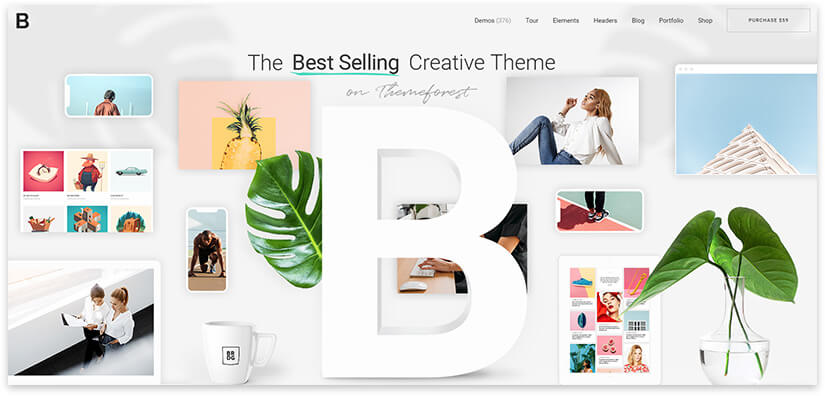 B
Demos (376) Tour Elements Headers Blog Portfolio Shop PURCHASE $59
The Best Selling Creative Theme
on Themeforest
B